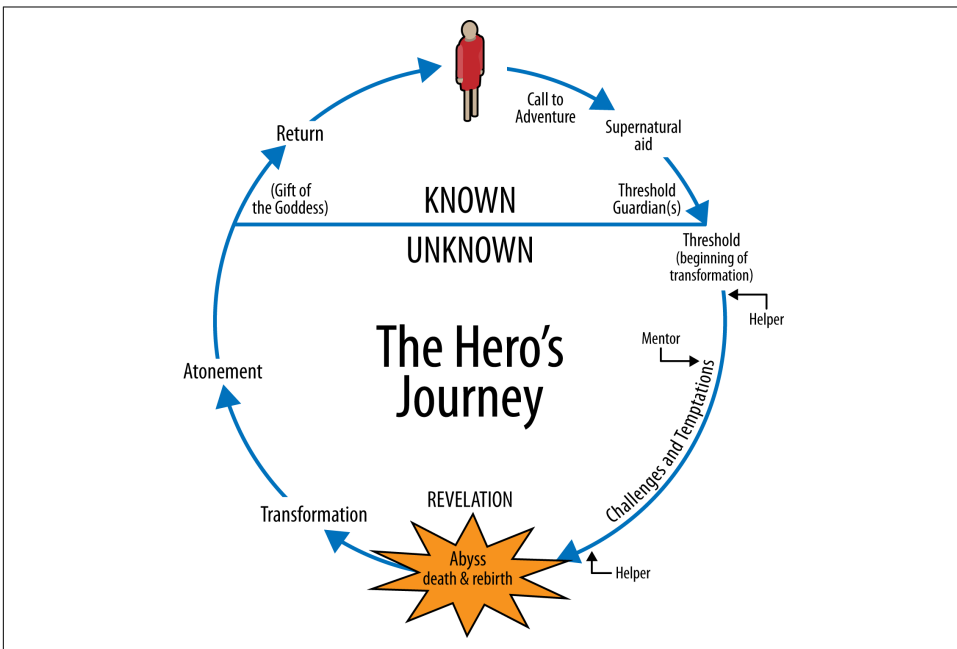 Call to
Adventure
Supernatural
aid
Return
(Gift of
the Goddess)
KNOWN
Threshold
Guardian(s)
UNKNOWN
Threshold
(beginning of
transformation)
Helper
Mentor
The Hero's
Journey
Challenges and Temptations
Atonement
REVELATION
Transformation
Abyss
death & rebirth
Helper